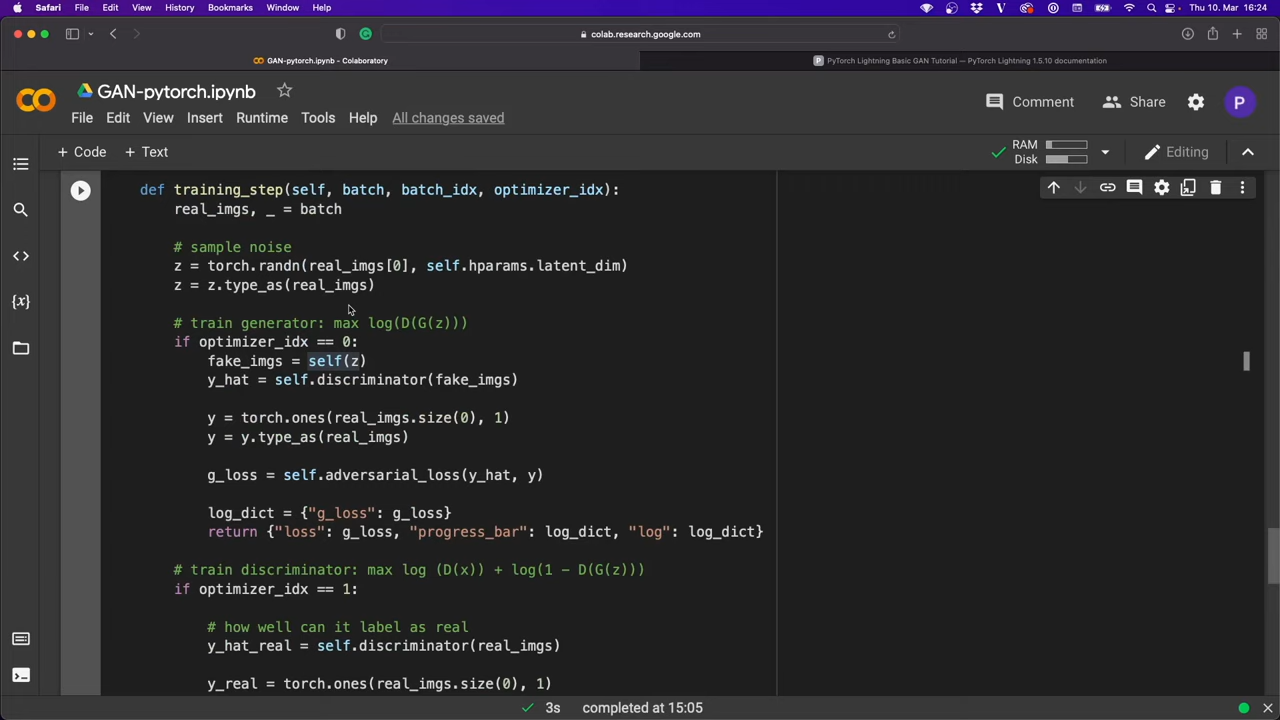 Safari File Edit View History Bookmarks Window Help Thu 10. Mar 16:24
colab.research.google.com
GAN-pytorch.ipynb - Colaboratory
PyTorch Lightning Basic GAN Tutorial — PyTorch Lightning 1.5.10 documentation
GAN-pytorch.ipynb
Comment Share P
File Edit View Insert Runtime Tools Help All changes saved
+ Code + Text RAM Disk Editing
def training_step(self, batch, batch_idx, optimizer_idx):
real_imgs, _ = batch
# sample noise
z = torch.randn(real_imgs[0], self.hparams.latent_dim)
z = z.type_as(real_imgs)
# train generator: max log(D(G(z)))
if optimizer_idx == 0:
fake_imgs = self(z)
y_hat = self.discriminator(fake_imgs)
y = torch.ones(real_imgs.size(0), 1)
y = y.type_as(real_imgs)
g_loss = self.adversarial_loss(y_hat, y)
log_dict = {"g_loss": g_loss}
return {"loss": g_loss, "progress_bar": log_dict, "log": log_dict}
# train discriminator: max log (D(x)) + log(1 - D(G(z)))
if optimizer_idx == 1:
# how well can it label as real
y_hat_real = self.discriminator(real_imgs)
y_real = torch.ones(real_imgs.size(0), 1)
3s completed at 15:05